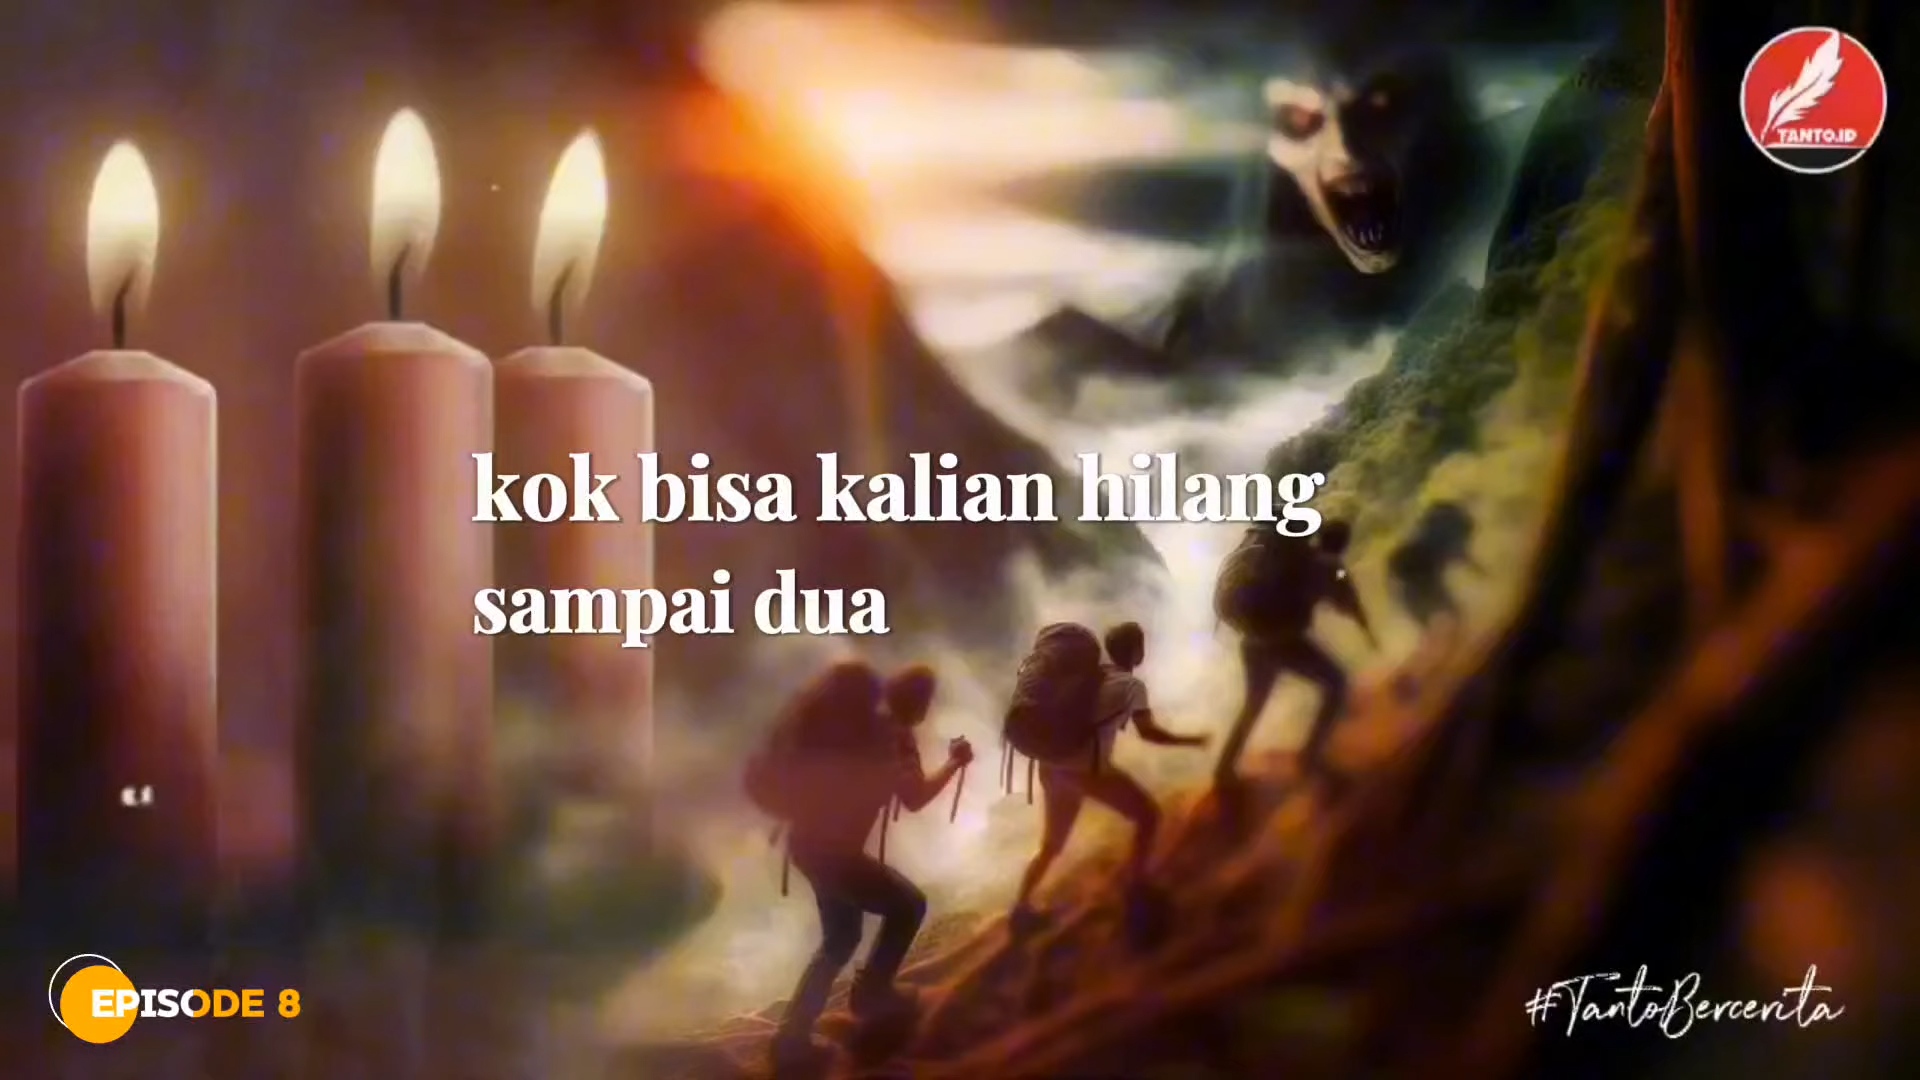 TANTO.ID
kok bisa kalian hilang
sampai dua
EPISODE 8
#TantoBercerita